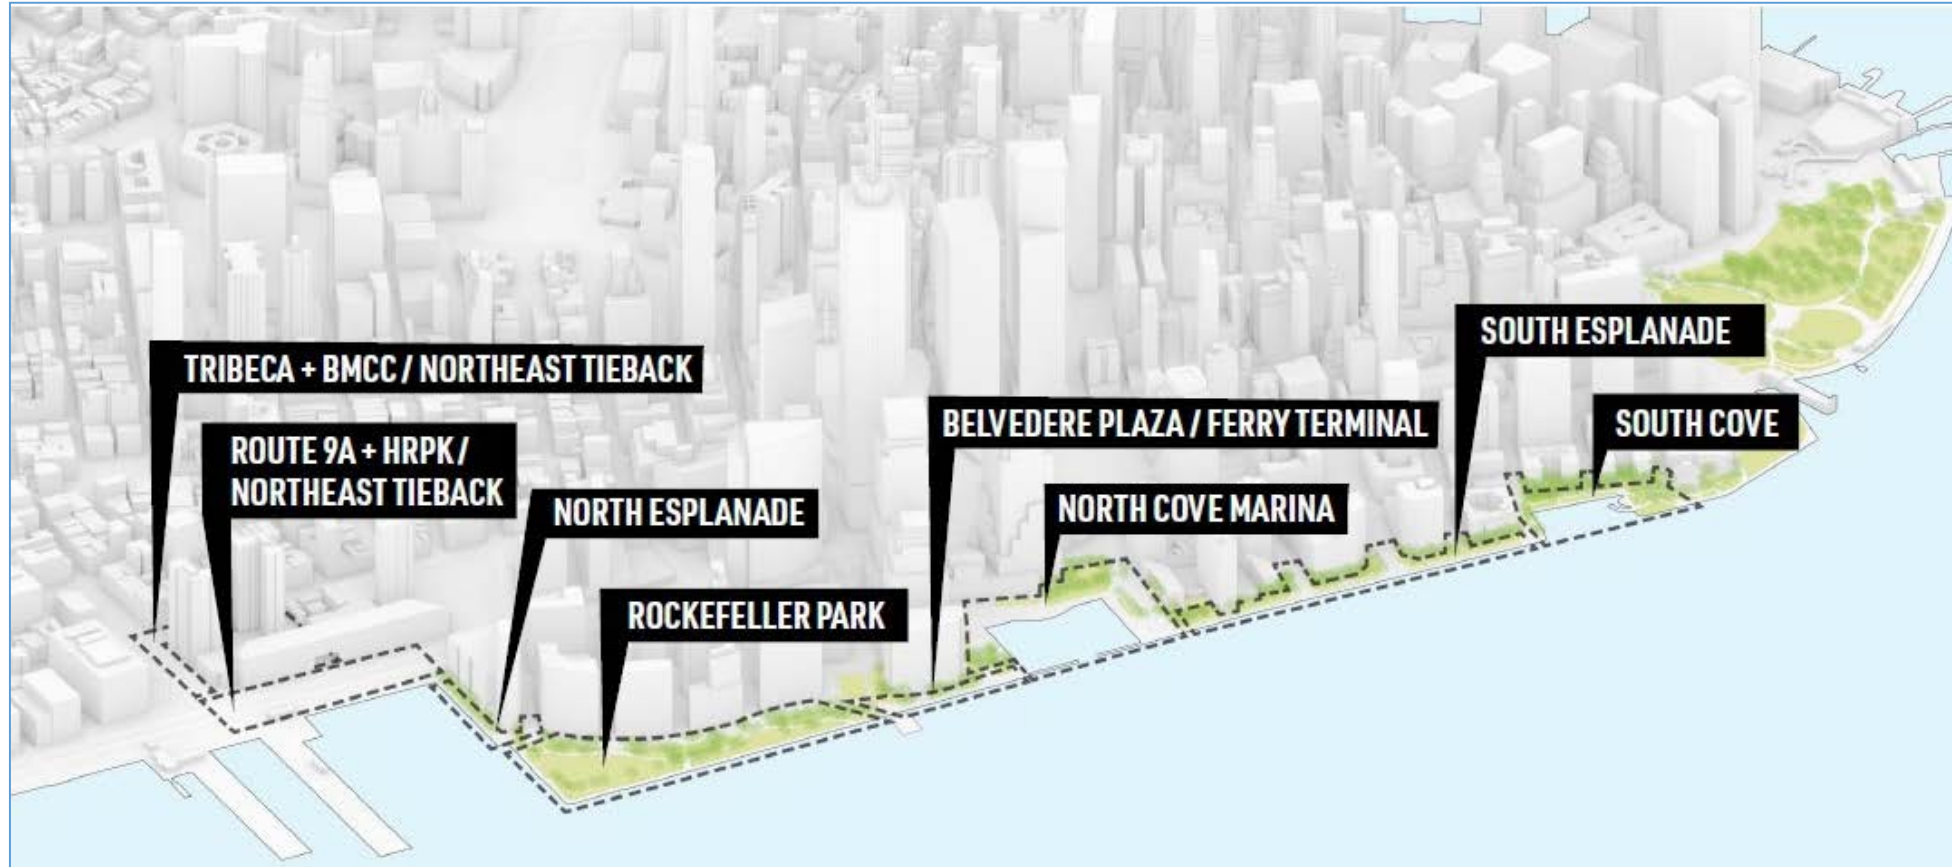 TRIBECA + BMCC / NORTHEAST TIEBACK
ROUTE 9A + HRPK /
NORTHEAST TIEBACK
NORTH ESPLANADE
ROCKEFELLER PARK
BELVEDERE PLAZA / FERRY TERMINAL
NORTH COVE MARINA
SOUTH ESPLANADE
SOUTH COVE